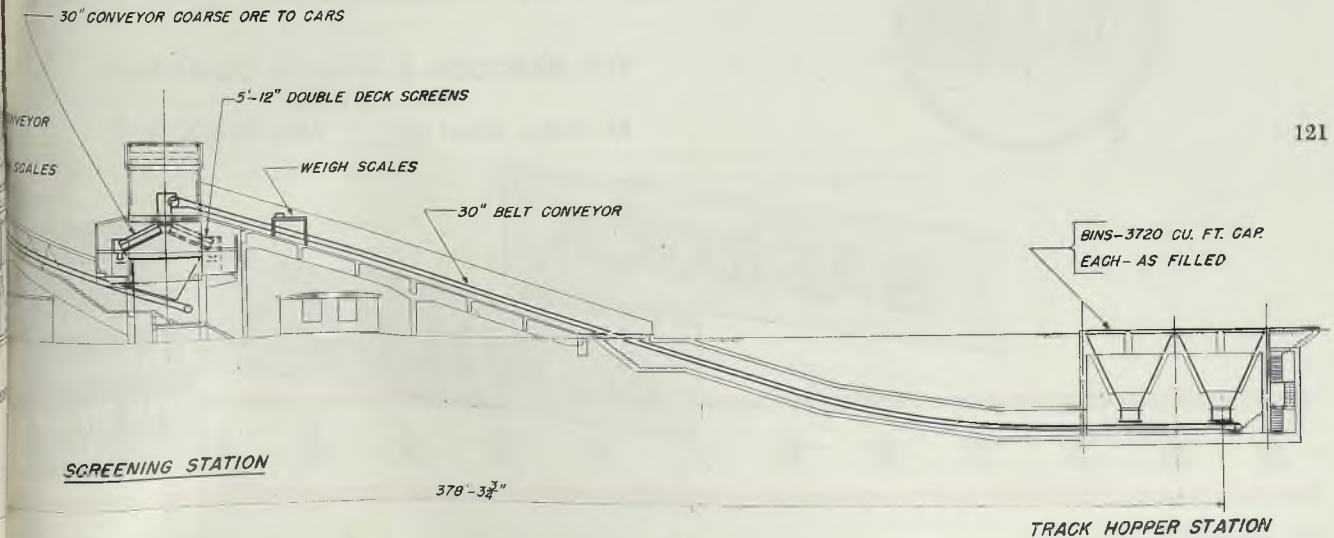 30" CONVEYOR COARSE ORE TO CARS
5'-12" DOUBLE DECK SCREENS
121
SCALES
WEIGH SCALES
30" BELT CONVEYOR
BINS-3720 CU. FT. CAP.
EACH- AS FILLED
SCREENING STATION
378'-3¾"
TRACK HOPPER STATION